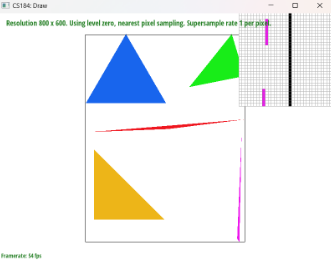 CS184: Draw
Resolution 800 x 600. Using level zero, nearest pixel sampling. Supersample rate 1 per pixel.
Framerate: 54 fps